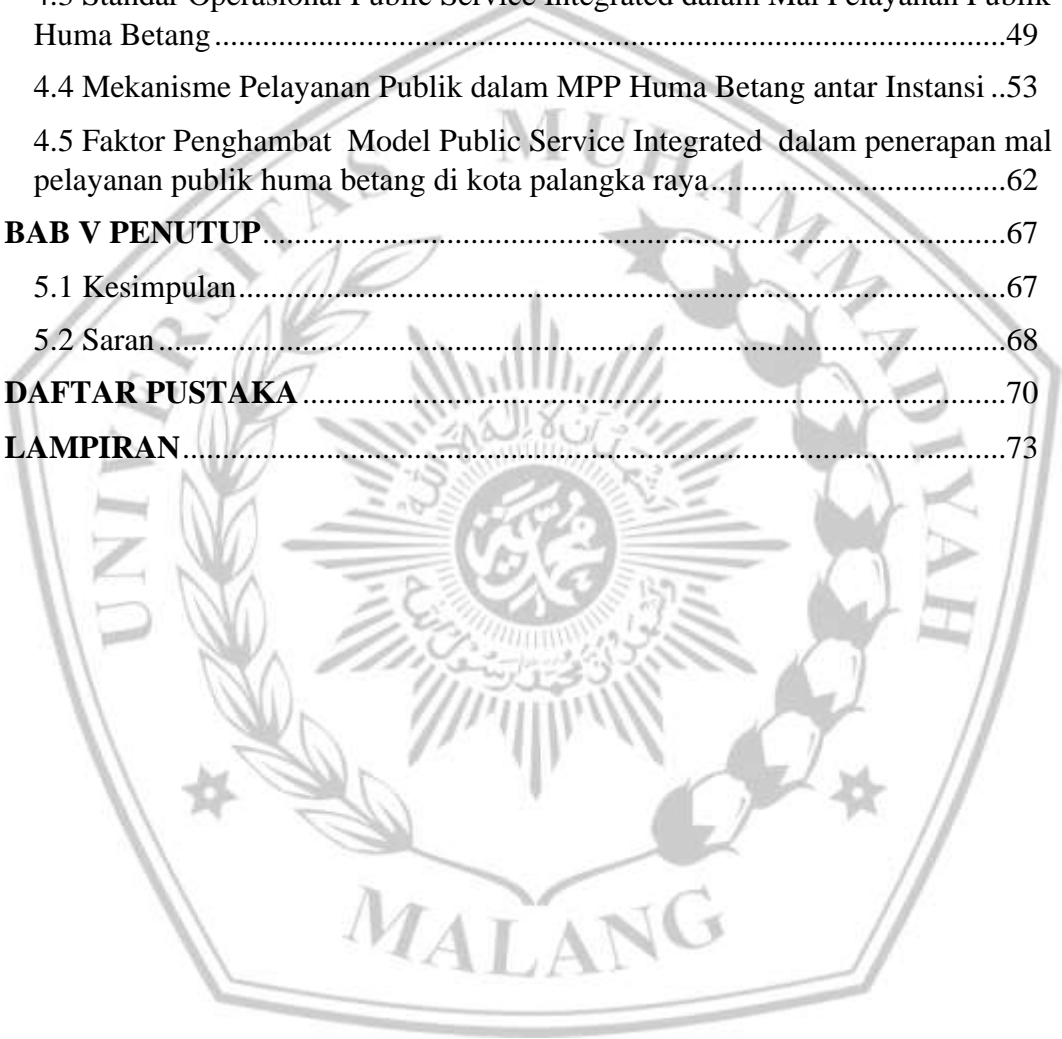 4.3 Standar Operasional Public Service Integrated dalam Mal Pelayanan Publik
Huma Betang....................................................................................................49
4.4 Mekanisme Pelayanan Publik dalam MPP Huma Betang antar Instansi ..53
4.5 Faktor Penghambat Model Public Service Integrated dalam penerapan mal
pelayanan publik huma betang di kota palangka raya.....................................62
BAB V PENUTUP..............................................................................................67
5.1 Kesimpulan.................................................................................................67
5.2 Saran...........................................................................................................68
DAFTAR PUSTAKA.........................................................................................70
LAMPIRAN........................................................................................................73
UNIVERSITAS MUHAMMADIYAH
MALANG